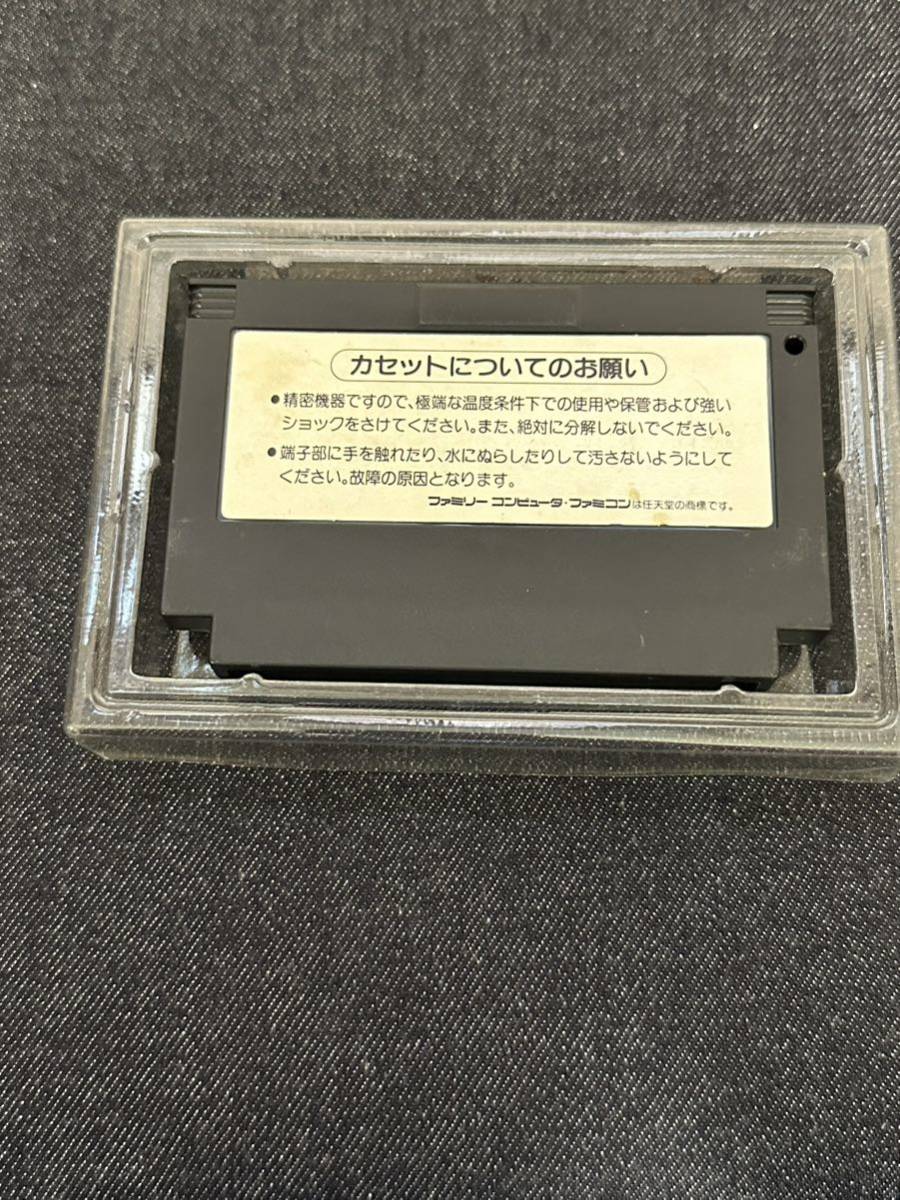 カセットについてのお願い
●精密機器ですので、極端な温度条件下での使用や保管および強い
ショックをさけてください。また、絶対に分解しないでください。
●端子部に手を触れたり、水にぬらしたりして汚さないようにして
ください。故障の原因となります。
ファミリーコンピュータ・ファミコンは任天堂の商標です。